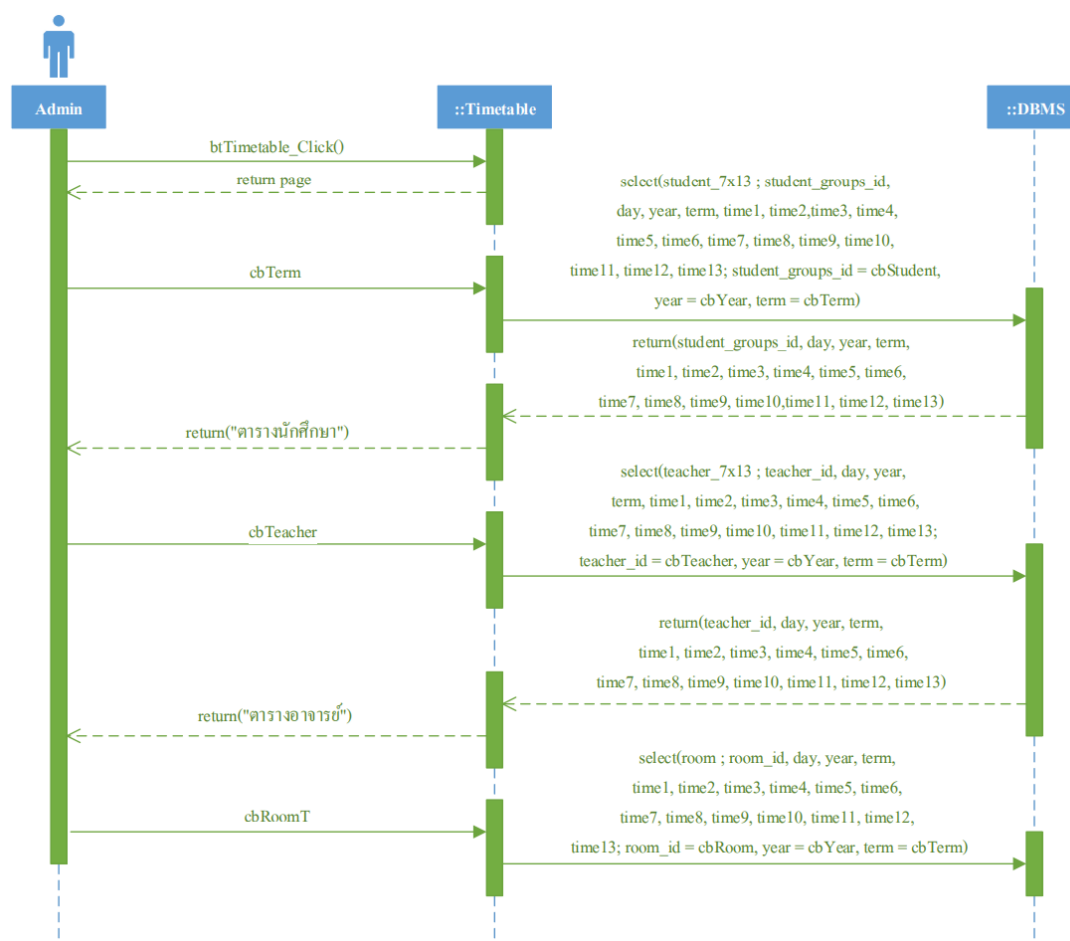 Admin
::Timetable
::DBMS
btTimetable_Click()
return page
select(student_7x13 ; student_groups_id,
day, year, term, time1, time2,time3, time4,
time5, time6, time7, time8, time9, time10,
time11, time12, time13; student_groups_id = cbStudent,
year = cbYear, term = cbTerm)
cbTerm
return(student_groups_id, day, year, term,
time1, time2, time3, time4, time5, time6,
time7, time8, time9, time10,time11, time12, time13)
return("ตารางนักศึกษา")
select(teacher_7x13 ; teacher_id, day, year,
term, time1, time2, time3, time4, time5, time6,
time7, time8, time9, time10, time11, time12, time13;
teacher_id = cbTeacher, year = cbYear, term = cbTerm)
cbTeacher
return(teacher_id, day, year, term,
time1, time2, time3, time4, time5, time6,
time7, time8, time9, time10, time11, time12, time13)
return("ตารางอาจารย์")
select(room ; room_id, day, year, term,
time1, time2, time3, time4, time5, time6,
time7, time8, time9, time10, time11, time12,
time13; room_id = cbRoom, year = cbYear, term = cbTerm)
cbRoomT